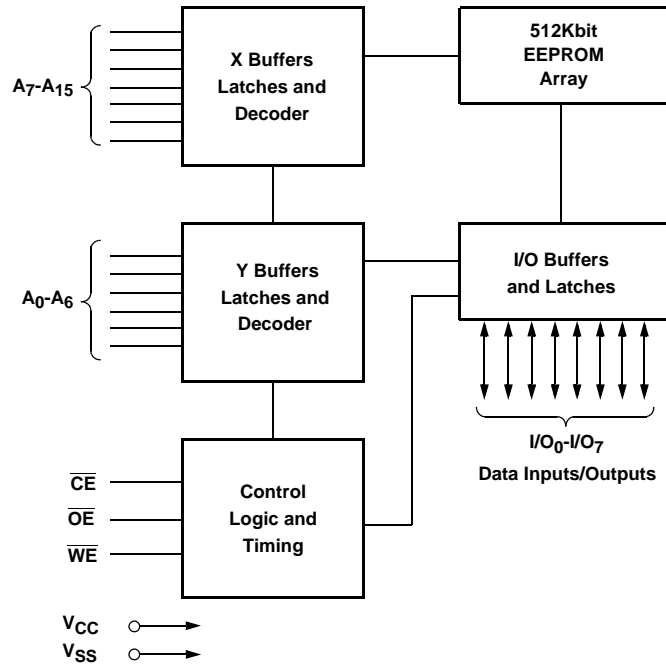 A7-A15
X Buffers
Latches and
Decoder
512Kbit
EEPROM
Array
A0-A6
Y Buffers
Latches and
Decoder
I/O Buffers
and Latches
I/O0-I/O7
Data Inputs/Outputs
CE
OE
WE
Control
Logic and
Timing
VCC
VSS